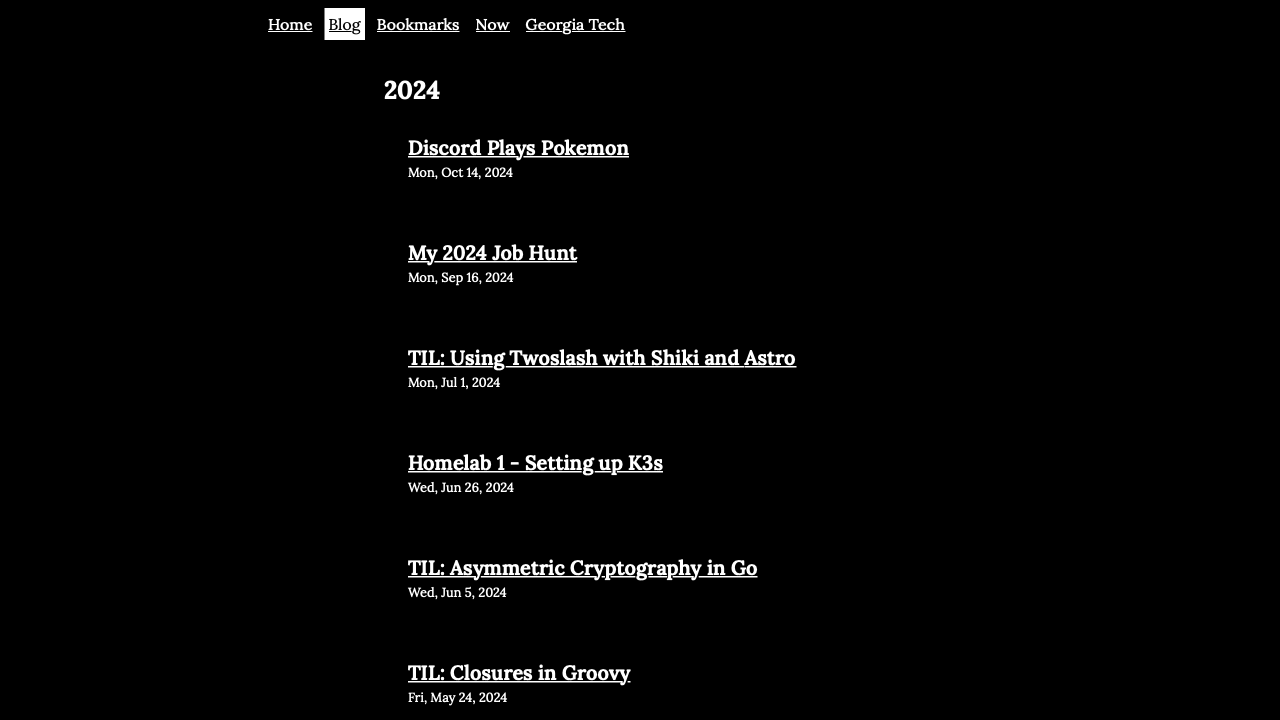 Home Blog Bookmarks Now Georgia Tech
2024
Discord Plays Pokemon
Mon, Oct 14, 2024
My 2024 Job Hunt
Mon, Sep 16, 2024
TIL: Using Twoslash with Shiki and Astro
Mon, Jul 1, 2024
Homelab 1 - Setting up K3s
Wed, Jun 26, 2024
TIL: Asymmetric Cryptography in Go
Wed, Jun 5, 2024
TIL: Closures in Groovy
Fri, May 24, 2024